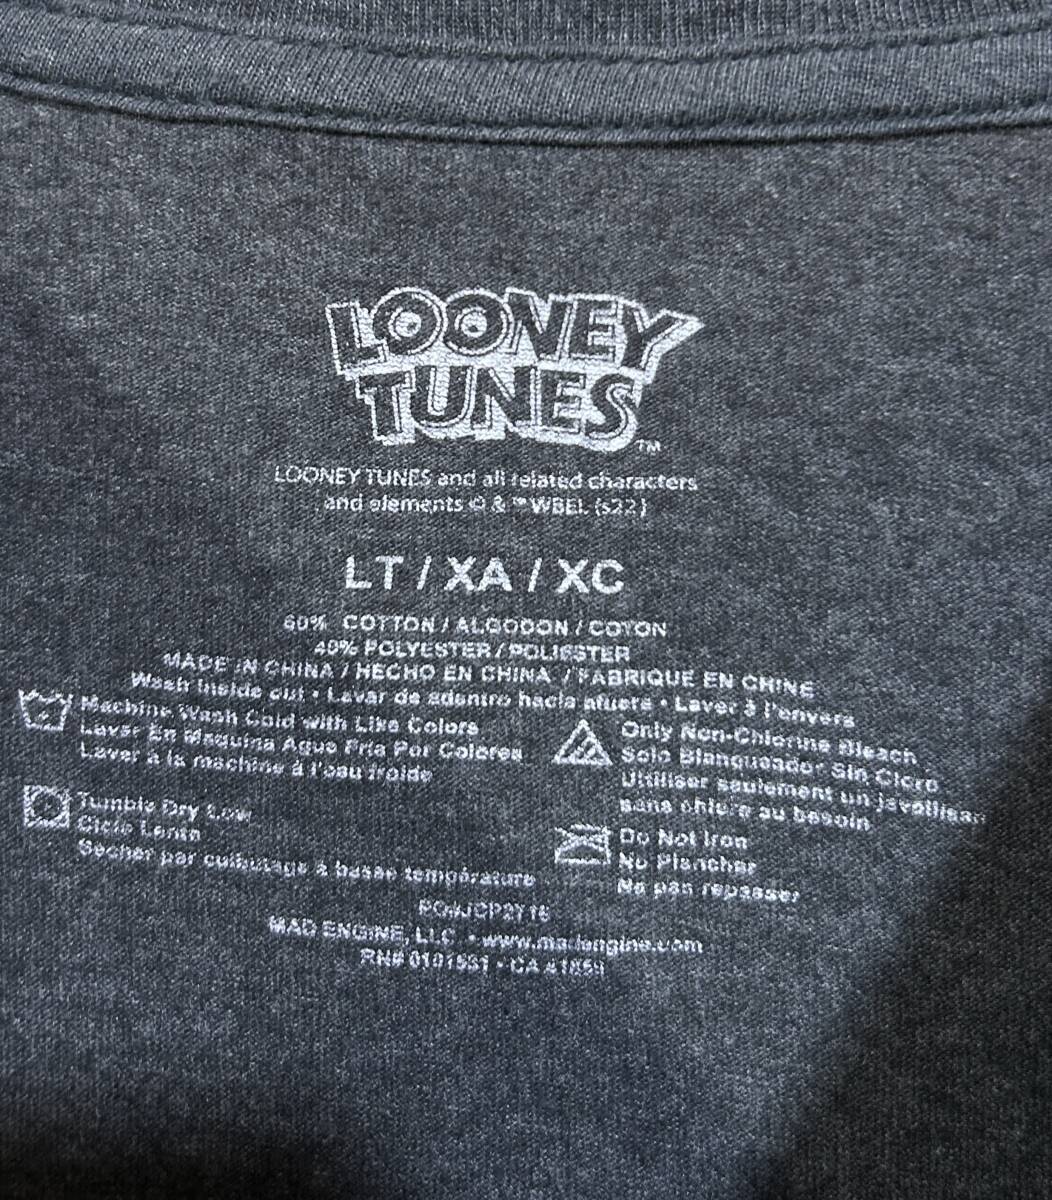 LOONEY
TUNES™
LOONEY TUNES and all related characters
and elements © & ™ WBEI. (s22)
LT / XA / XC
60% COTTON / ALGODON / COTON
40% POLYESTER / POLIESTER
MADE IN CHINA / HECHO EN CHINA / FABRIQUE EN CHINE
Wash inside out • Lavar de adentro hacia afuera • Laver à l'envers
Machine Wash Cold with Like Colors
Lavar En Maquina Agua Fria Por Colores
Laver à la machine à l'eau froide
Only Non-Chlorine Bleach
Solo Blanqueador Sin Cloro
Utiliser seulement un javellisan
sans chlore au besoin
Tumble Dry Low
Ciclo Lento
Sécher par culbutage à basse température
Do Not Iron
No Planchar
Ne pas repasser
MAD ENGINE, LLC • www.madengine.com
RN# 0101531 • CA